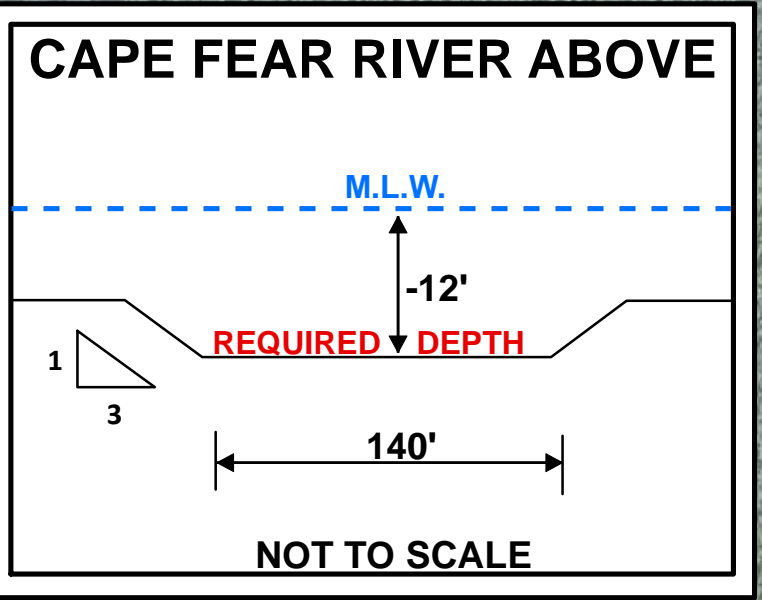 CAPE FEAR RIVER ABOVE
M.L.W.
-12'
REQUIRED DEPTH
1
3
140'
NOT TO SCALE